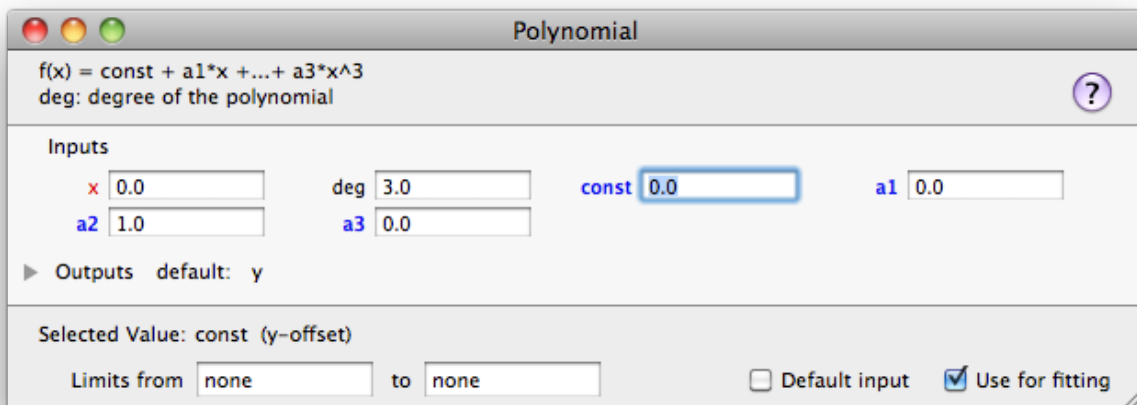 Polynomial
f(x) = const + a1*x +...+ a3*x^3
deg: degree of the polynomial
?
Inputs
x 0.0 deg 3.0 const 0.0 a1 0.0
a2 1.0 a3 0.0
Outputs default: y
Selected Value: const (y-offset)
Limits from none to none Default input Use for fitting